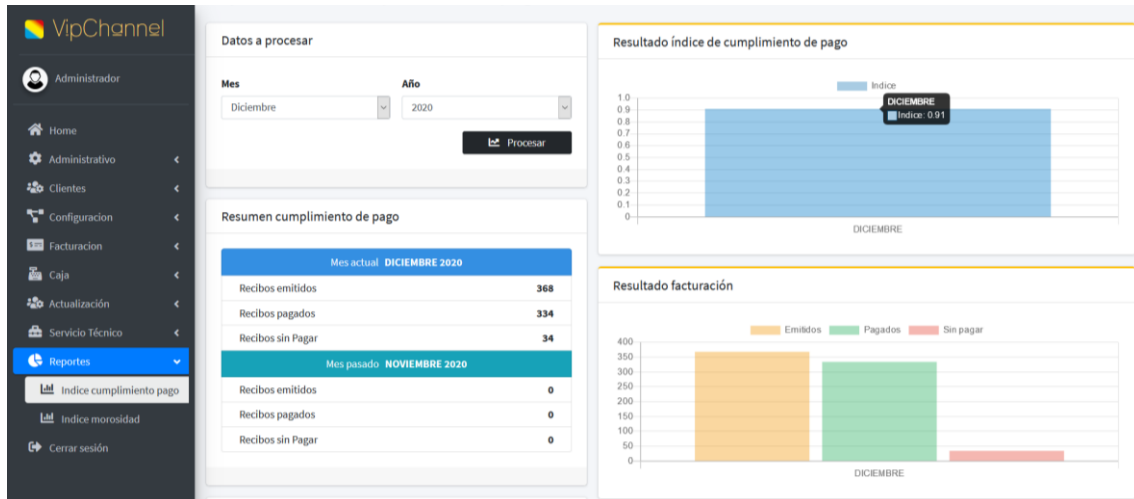 VipChannel
Administrador
Home
Administrativo
Clientes
Configuracion
Facturacion
Caja
Actualización
Servicio Técnico
Reportes
Indice cumplimiento pago
Indice morosidad
Cerrar sesión
Datos a procesar
Mes Año
Diciembre 2020
Procesar
Resumen cumplimiento de pago
Mes actual DICIEMBRE 2020
Recibos emitidos 368
Recibos pagados 334
Recibos sin Pagar 34
Mes pasado NOVIEMBRE 2020
Recibos emitidos 0
Recibos pagados 0
Recibos sin Pagar 0
Resultado índice de cumplimiento de pago
Indice
DICIEMBRE
Indice: 0.91
1.0
0.9
0.8
0.7
0.6
0.5
0.4
0.3
0.2
0.1
0
DICIEMBRE
Resultado facturación
Emitidos Pagados Sin pagar
400
350
300
250
200
150
100
50
0
DICIEMBRE